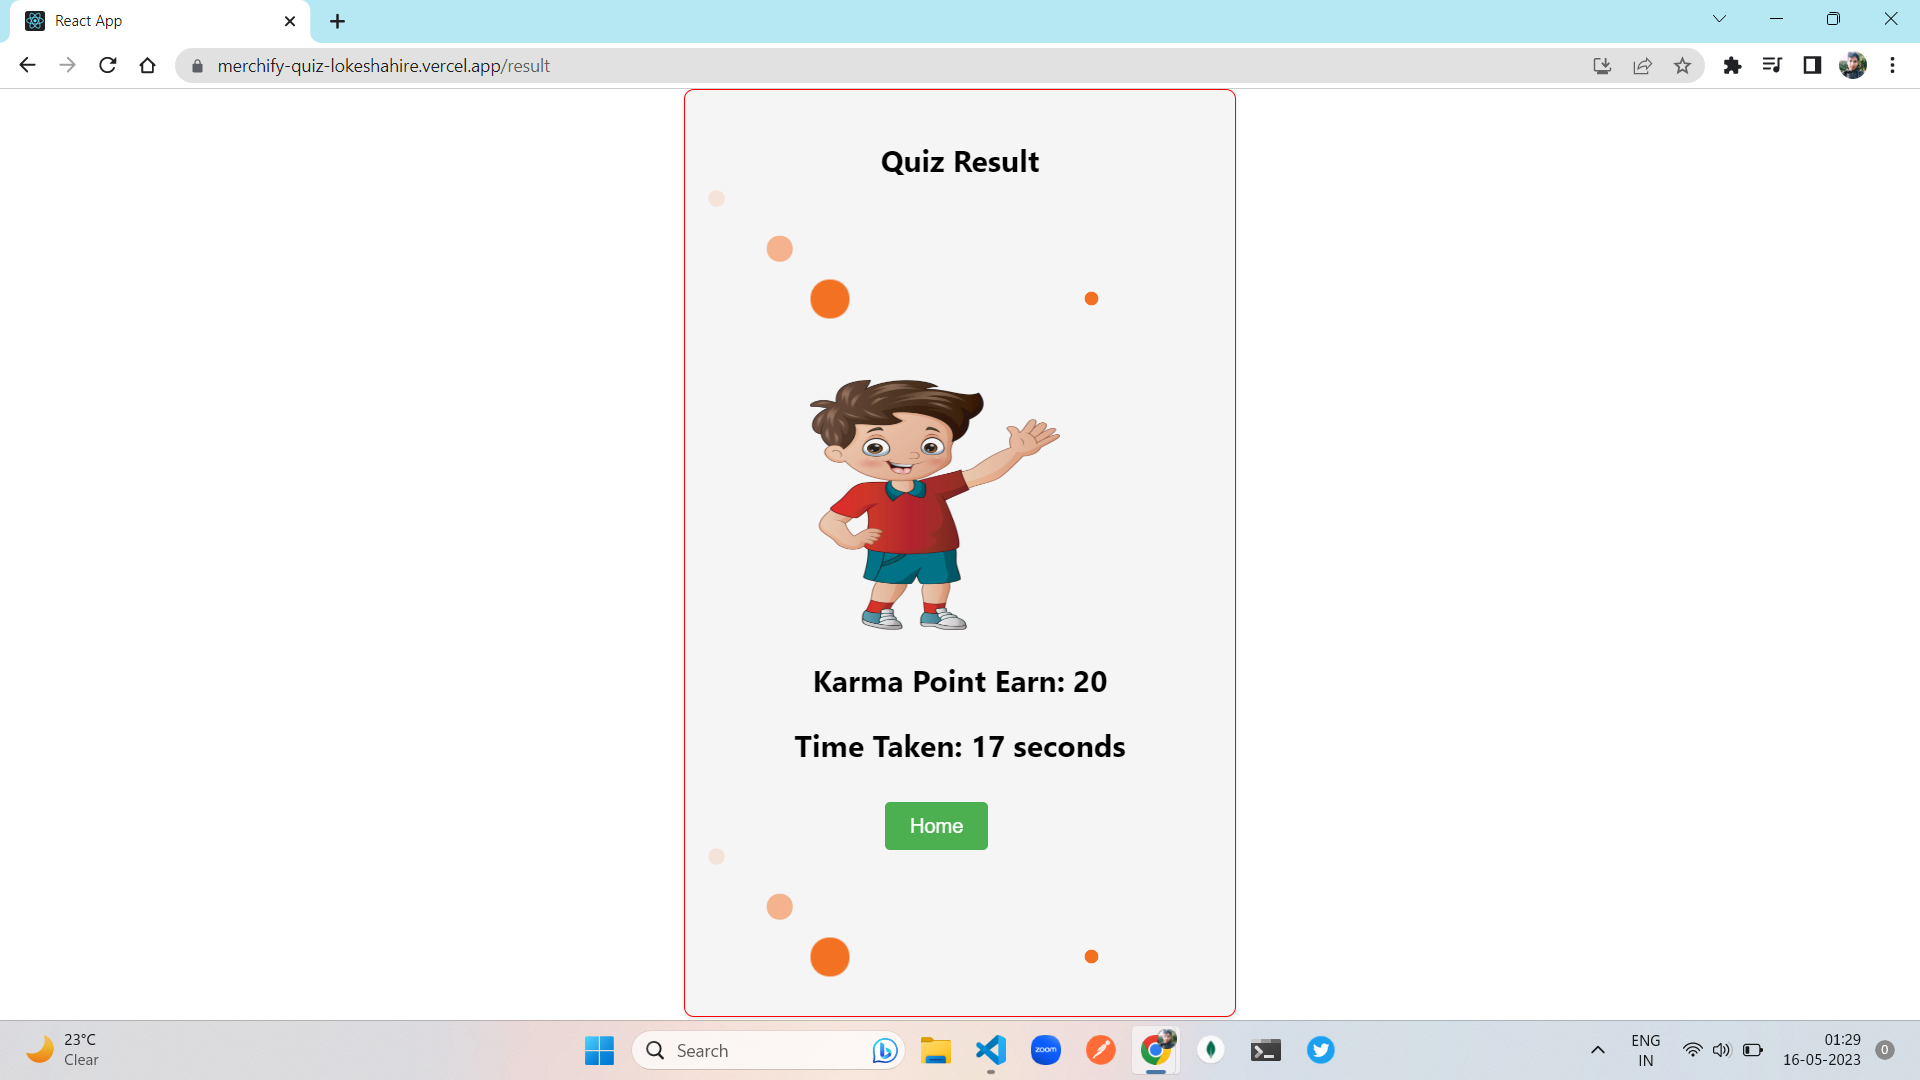 React App
merchify-quiz-lokeshahire.vercel.app/result
Quiz Result
Karma Point Earn: 20
Time Taken: 17 seconds
Home
23°C
Clear
Search
zoom
ENG
IN
01:29
16-05-2023
0